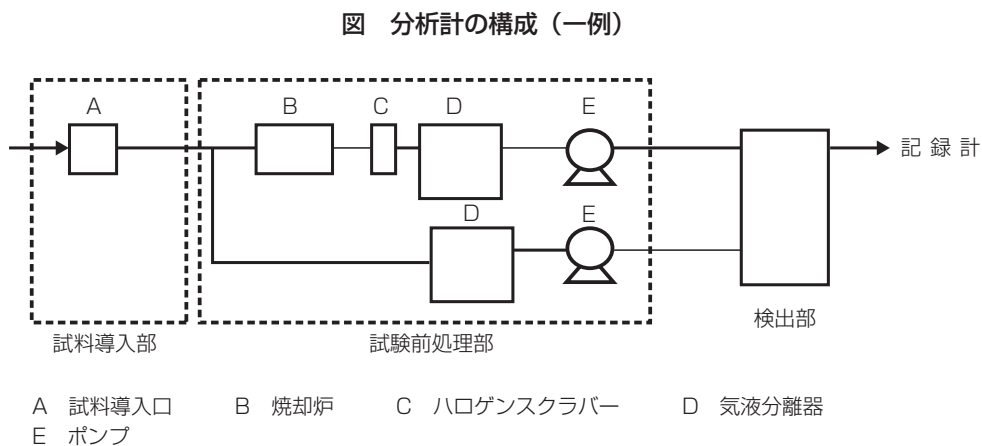 図　分析計の構成（一例）
A
B
C
D
E
記 録 計
D
E
検出部
試料導入部
試験前処理部
A　試料導入口
B　焼却炉
C　ハロゲンスクラバー
D　気液分離器
E　ポンプ